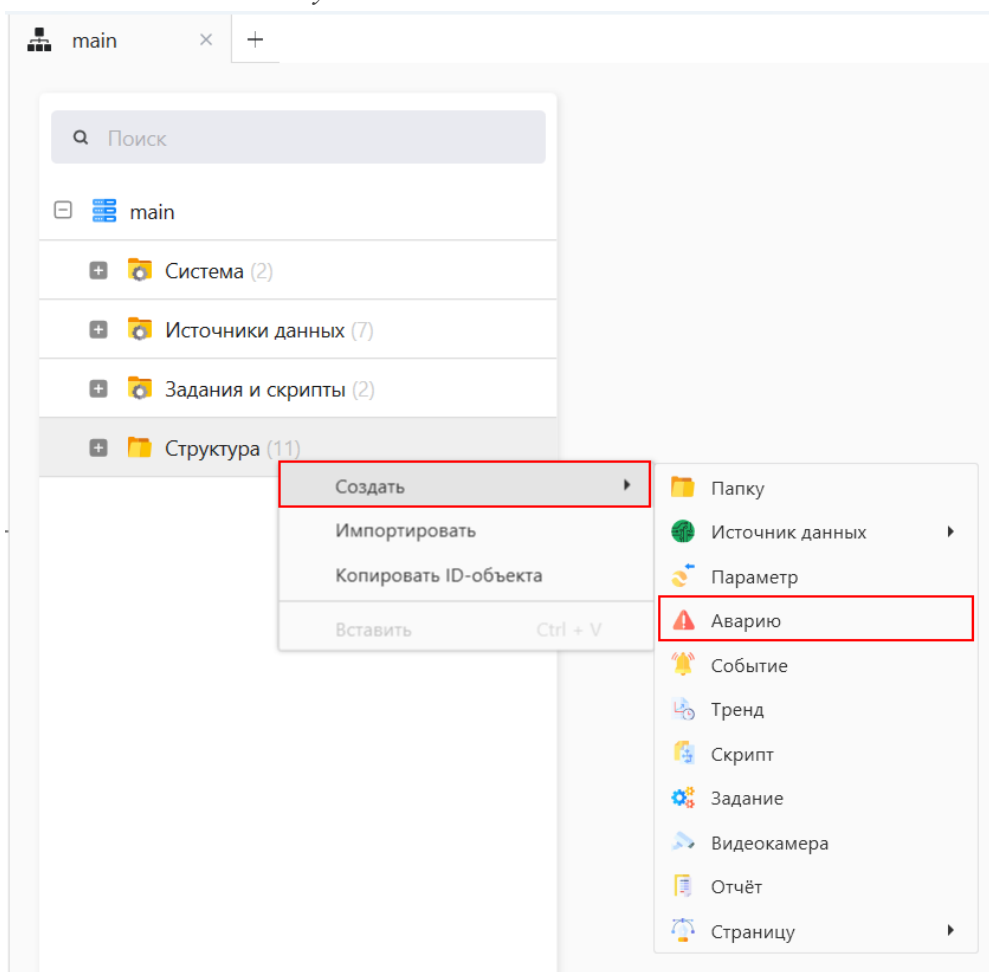 main × +
Поиск
main
Система (2)
Источники данных (7)
Задания и скрипты (2)
Структура (11)
Создать
Импортировать
Копировать ID-объекта
Вставить Ctrl + V
Папку
Источник данных
Параметр
Аварию
Событие
Тренд
Скрипт
Задание
Видеокамера
Отчёт
Страницу